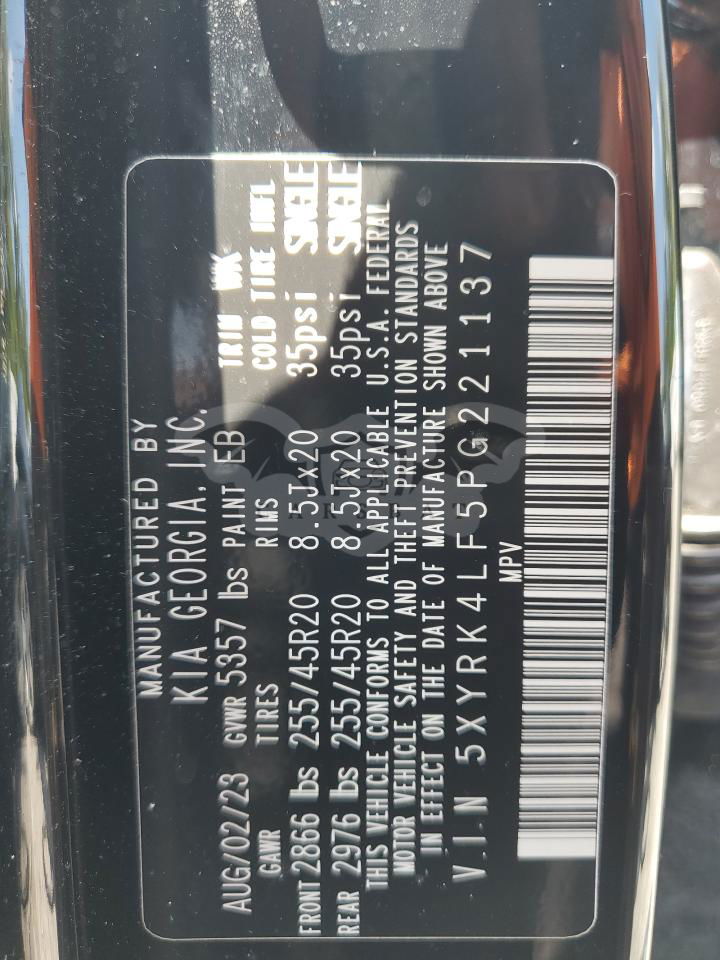 MANUFACTURED BY
KIA GEORGIA, INC.
AUG/02/23 GVWR 5357 lbs PAINT EB TRIM WK
GAWR TIRES RIMS COLD TIRE INFL
FRONT 2866 lbs 255/45R20 8.5Jx20 35psi SINGLE
REAR 2976 lbs 255/45R20 8.5Jx20 35psi SINGLE
THIS VEHICLE CONFORMS TO ALL APPLICABLE U.S.A. FEDERAL
MOTOR VEHICLE SAFETY AND THEFT PREVENTION STANDARDS
IN EFFECT ON THE DATE OF MANUFACTURE SHOWN ABOVE
V.I.N 5XYRK4LF5PG221137
MPV